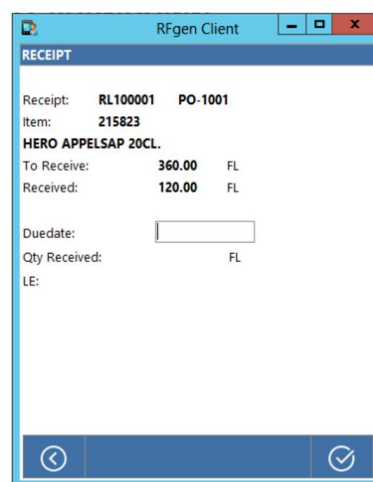 RFgen Client
RECEIPT
Receipt: RL100001 PO-1001
Item: 215823
HERO APPELSAP 20CL.
To Receive: 360.00 FL
Received: 120.00 FL
Duedate:
Qty Received: FL
LE: